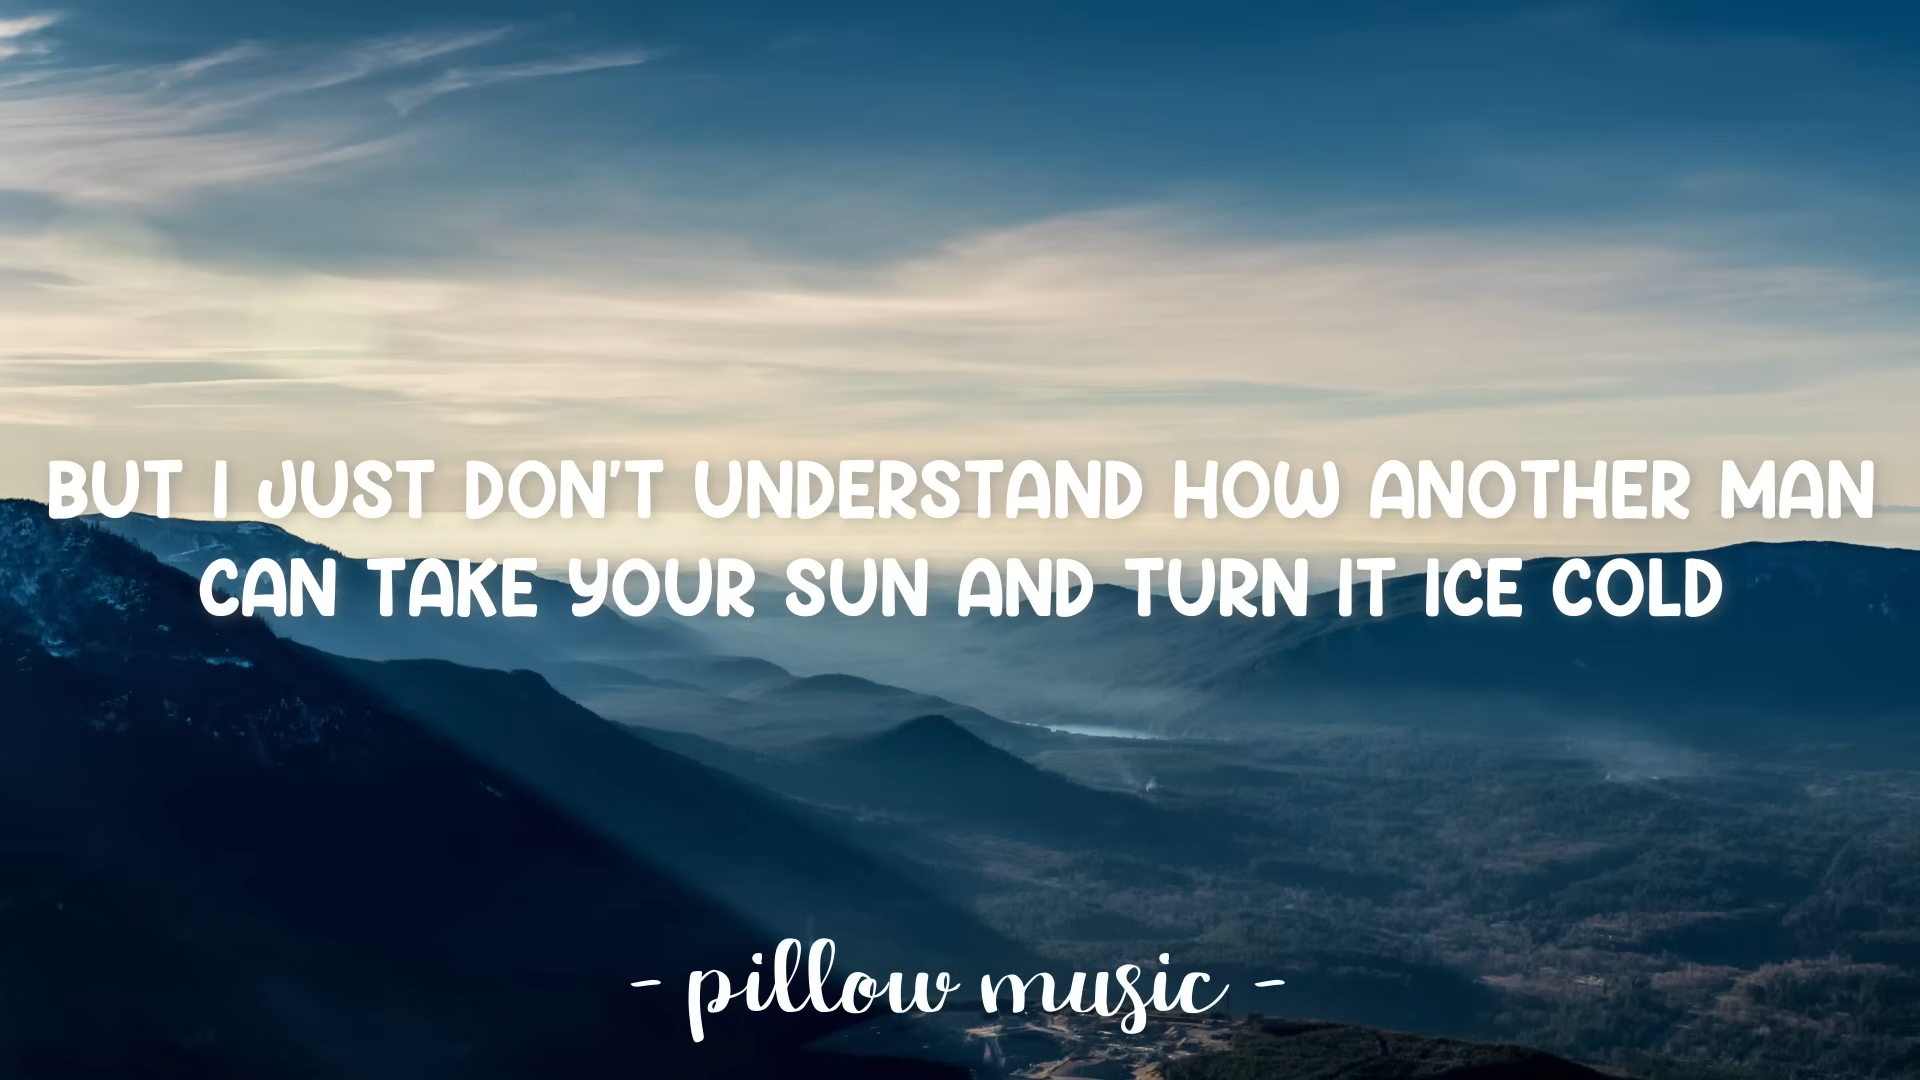 BUT I JUST DON'T UNDERSTAND HOW ANOTHER MAN
CAN TAKE YOUR SUN AND TURN IT ICE COLD
- pillow music -